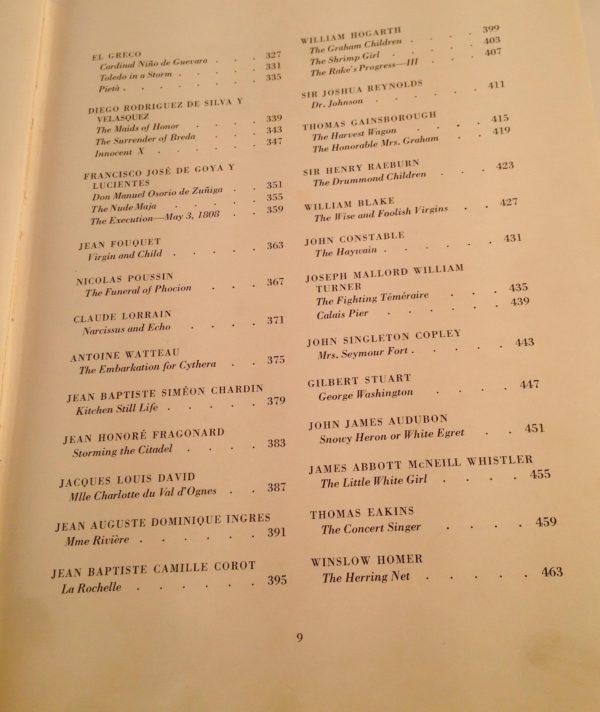 EL GRECO
Cardinal Niño de Guevara . . . 327
Toledo in a Storm . . . . 331
Pietà . . . . . . . 335
DIEGO RODRIGUEZ DE SILVA Y
VELASQUEZ
The Maids of Honor . . . . 339
The Surrender of Breda . . . 343
Innocent X . . . . . . 347
FRANCISCO JOSÉ DE GOYA Y
LUCIENTES
Don Manuel Osorio de Zuñiga . . 351
The Nude Maja . . . . . 355
The Execution—May 3, 1808 . . 359
JEAN FOUQUET
Virgin and Child . . . . . 363
NICOLAS POUSSIN
The Funeral of Phocion . . . 367
CLAUDE LORRAIN
Narcissus and Echo . . . . 371
ANTOINE WATTEAU
The Embarkation for Cythera . . 375
JEAN BAPTISTE SIMÉON CHARDIN
Kitchen Still Life . . . . . 379
JEAN HONORÉ FRAGONARD
Storming the Citadel . . . . 383
JACQUES LOUIS DAVID
Mlle Charlotte du Val d'Ognes . . 387
JEAN AUGUSTE DOMINIQUE INGRES
Mme Rivière . . . . . . 391
JEAN BAPTISTE CAMILLE COROT
La Rochelle . . . . . . 395
WILLIAM HOGARTH
The Graham Children . . . . 399
The Shrimp Girl . . . . . 403
The Rake's Progress—III . . . 407
SIR JOSHUA REYNOLDS
Dr. Johnson . . . . . . 411
THOMAS GAINSBOROUGH
The Harvest Wagon . . . . 415
The Honorable Mrs. Graham . . 419
SIR HENRY RAEBURN
The Drummond Children . . . 423
WILLIAM BLAKE
The Wise and Foolish Virgins . . 427
JOHN CONSTABLE
The Haywain . . . . . 431
JOSEPH MALLORD WILLIAM
TURNER
The Fighting Téméraire . . . 435
Calais Pier . . . . . . 439
JOHN SINGLETON COPLEY
Mrs. Seymour Fort . . . . . 443
GILBERT STUART
George Washington . . . . 447
JOHN JAMES AUDUBON
Snowy Heron or White Egret . . 451
JAMES ABBOTT McNEILL WHISTLER
The Little White Girl . . . . 455
THOMAS EAKINS
The Concert Singer . . . . 459
WINSLOW HOMER
The Herring Net . . . . . 463
9